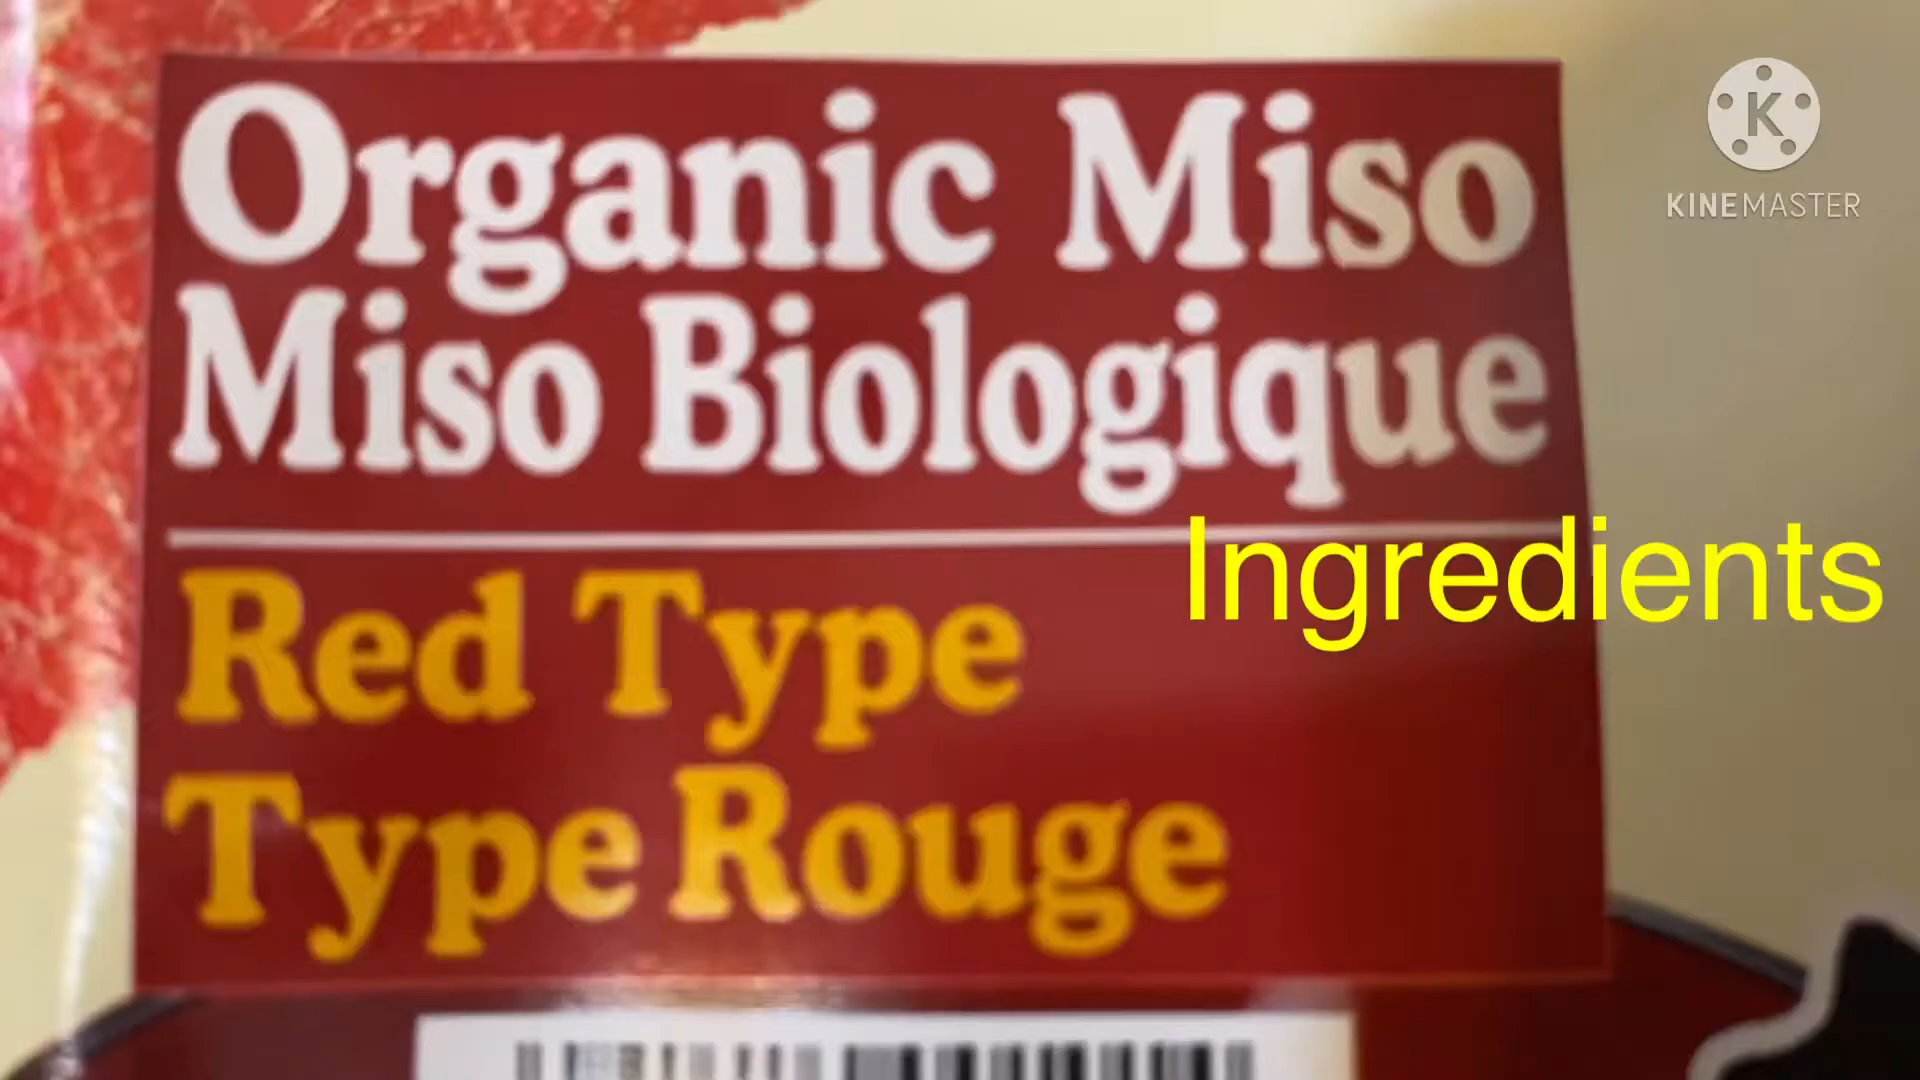 Organic Miso
Miso Biologique
Red Type
Type Rouge
Ingredients
K
KINEMASTER